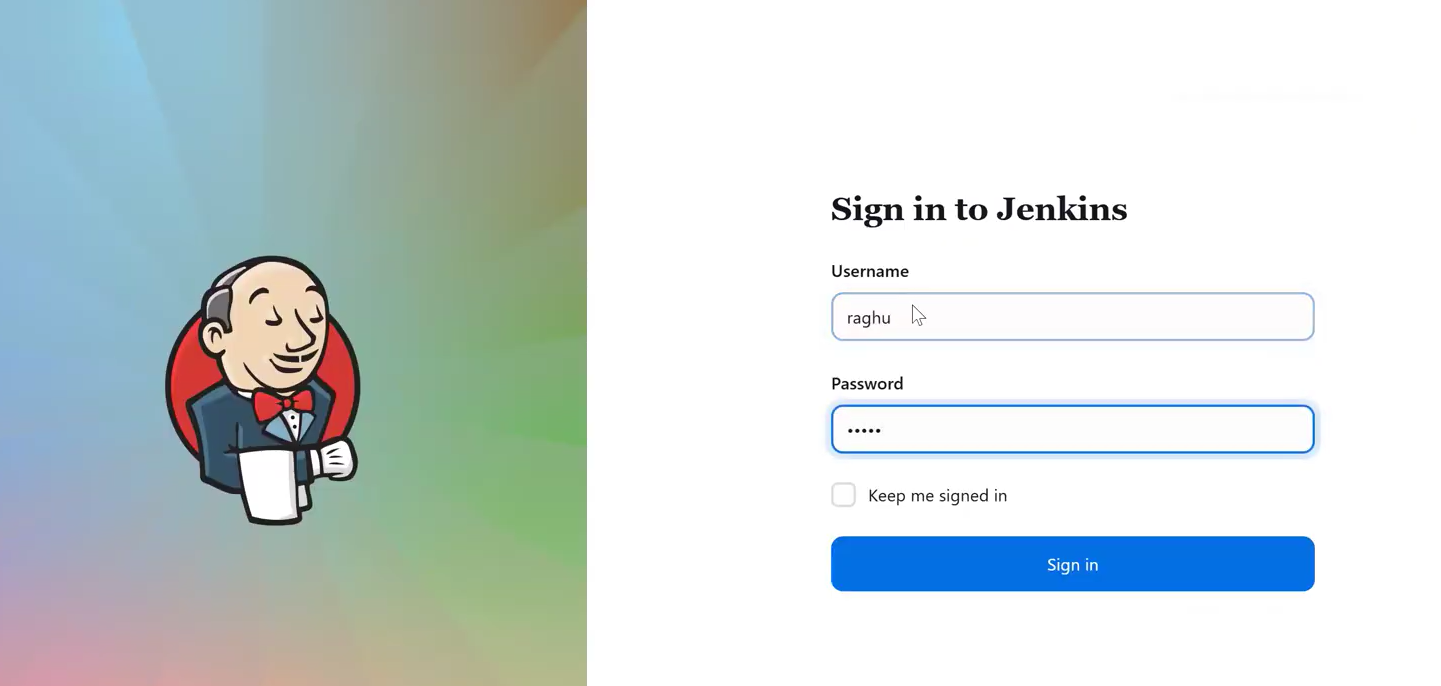 Sign in to Jenkins
Username
raghu
Password
•••••
Keep me signed in
Sign in